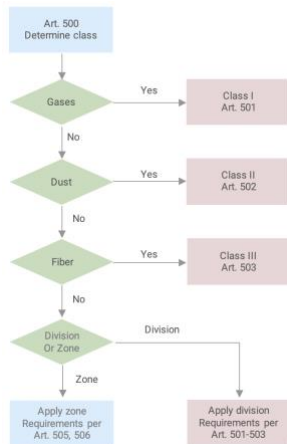 Art. 500
Determine class
Gases
Yes
Class I
Art. 501
No
Dust
Yes
Class II
Art. 502
No
Fiber
Yes
Class III
Art. 503
No
Division
Or Zone
Division
Zone
Apply zone
Requirements per
Art. 505, 506
Apply division
Requirements per
Art. 501-503